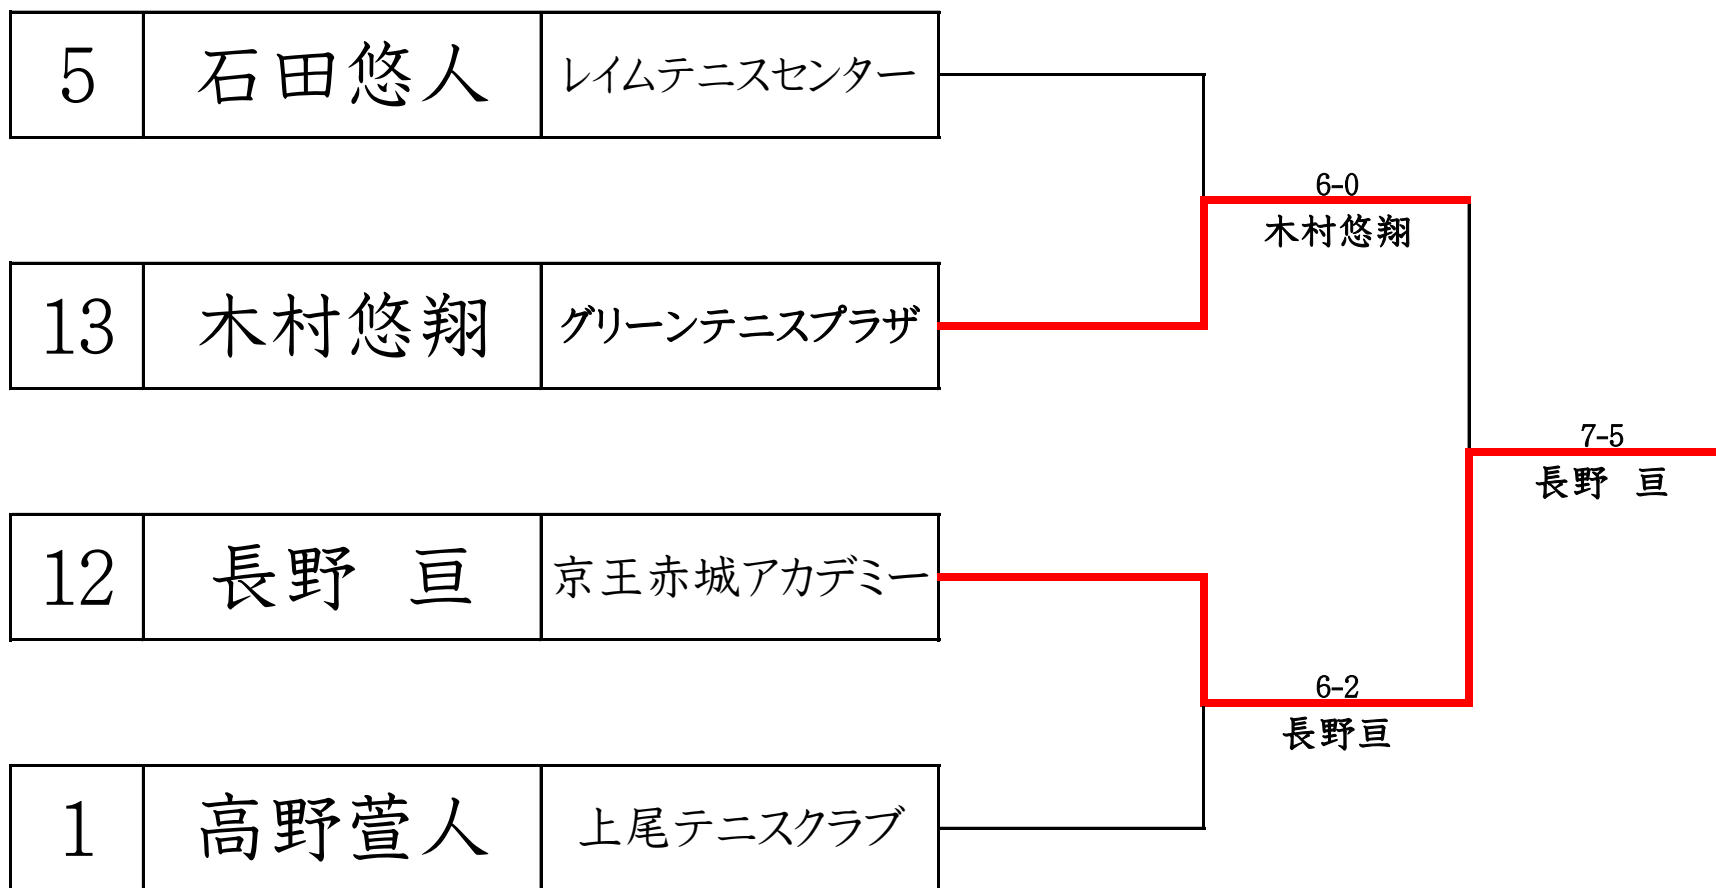 5 石田悠人 レイムテニスセンター
6-0
木村悠翔
13 木村悠翔 グリーンテニスプラザ
7-5
長野　亘
12 長野　亘 京王赤城アカデミー
6-2
長野亘
1 高野萱人 上尾テニスクラブ